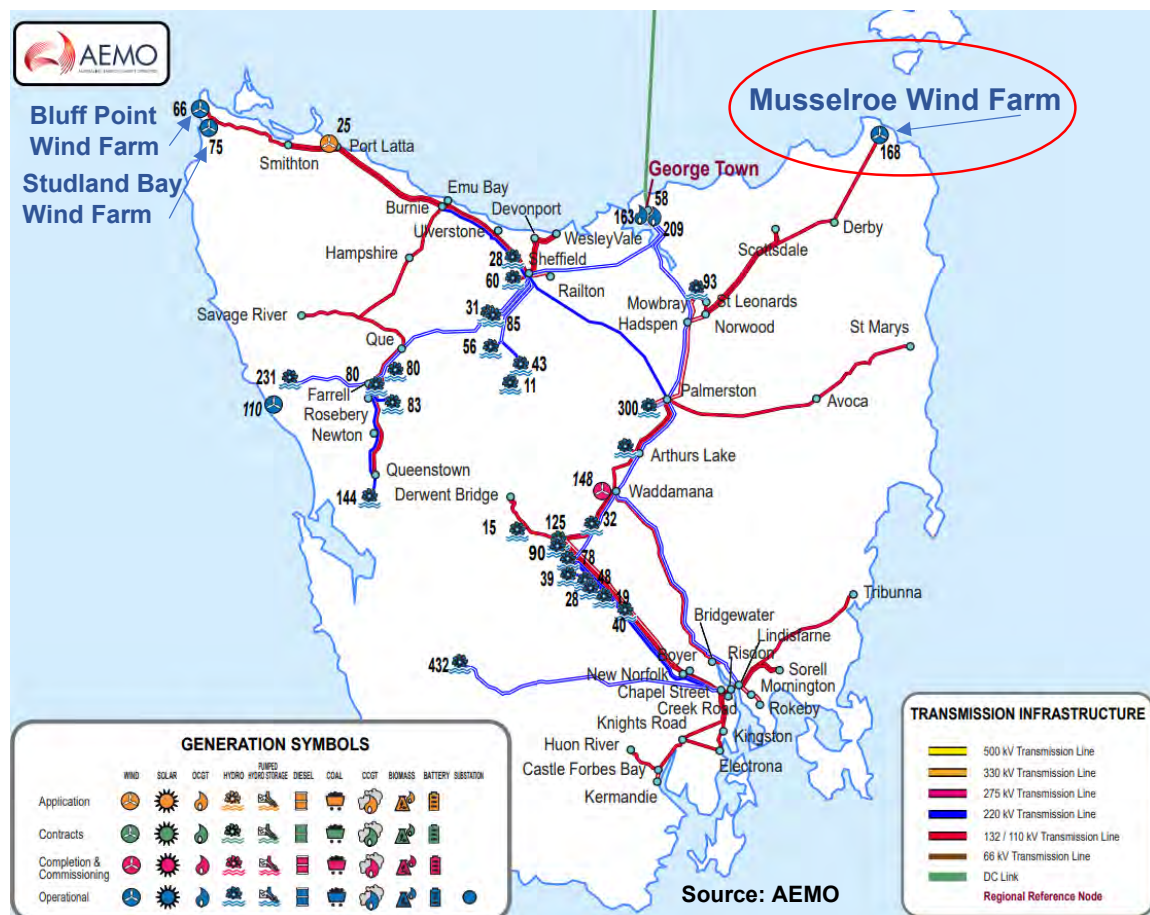 AEMO
AUSTRALIAN ENERGY MARKET OPERATOR
Bluff Point
Wind Farm
Studland Bay
Wind Farm
Musselroe Wind Farm
66
75
25
168
Port Latta
Smithton
George Town
58
163
209
Emu Bay
Burnie
Devonport
Ulverstone
WesleyVale
Derby
Scottsdale
Hampshire
28
Sheffield
60
Railton
93
Mowbray
St Leonards
Hadspen
Norwood
Savage River
31
85
St Marys
Que
56
43
11
231
80
80
Farrell
83
110
Rosebery
Palmerston
300
Avoca
Newton
Arthurs Lake
Queenstown
148
Waddamana
144
Derwent Bridge
32
15
125
90
78
39
48
28
19
40
Tribunna
Bridgewater
Lindisfarne
Risdon
Boyer
432
New Norfolk
Sorell
Chapel Street
Mornington
Creek Road
Rokeby
Knights Road
Kingston
Huon River
Electrona
Castle Forbes Bay
Kermandie
GENERATION SYMBOLS
WIND SOLAR OCGT HYDRO PUMPED HYDRO STORAGE DIESEL COAL CCGT BIOMASS BATTERY SUBSTATION
Application
Contracts
Completion &
Commissioning
Operational
Source: AEMO
TRANSMISSION INFRASTRUCTURE
500 kV Transmission Line
330 kV Transmission Line
275 kV Transmission Line
220 kV Transmission Line
132 / 110 kV Transmission Line
66 kV Transmission Line
DC Link
Regional Reference Node